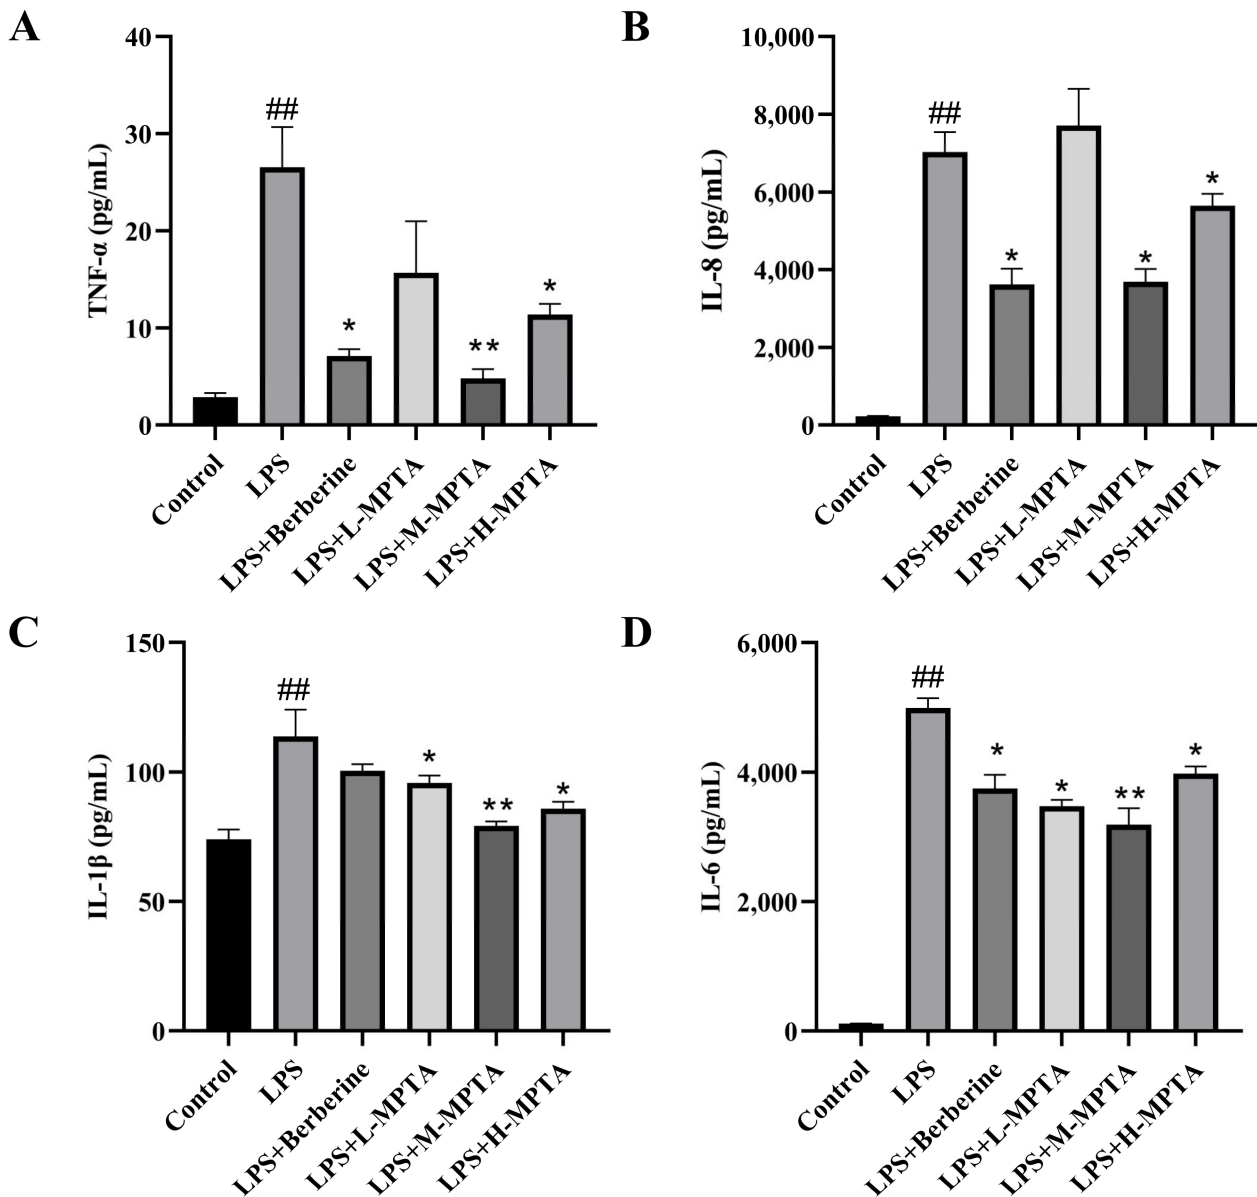 A
TNF-α (pg/mL)
40
30
20
10
0
##
*
**
*
Control
LPS
LPS+Berberine
LPS+L-MPTA
LPS+M-MPTA
LPS+H-MPTA
B
IL-8 (pg/mL)
10,000
8,000
6,000
4,000
2,000
0
##
*
*
*
Control
LPS
LPS+Berberine
LPS+L-MPTA
LPS+M-MPTA
LPS+H-MPTA
C
IL-1β (pg/mL)
150
100
50
0
##
*
**
*
Control
LPS
LPS+Berberine
LPS+L-MPTA
LPS+M-MPTA
LPS+H-MPTA
D
IL-6 (pg/mL)
6,000
4,000
2,000
0
##
*
*
**
*
Control
LPS
LPS+Berberine
LPS+L-MPTA
LPS+M-MPTA
LPS+H-MPTA